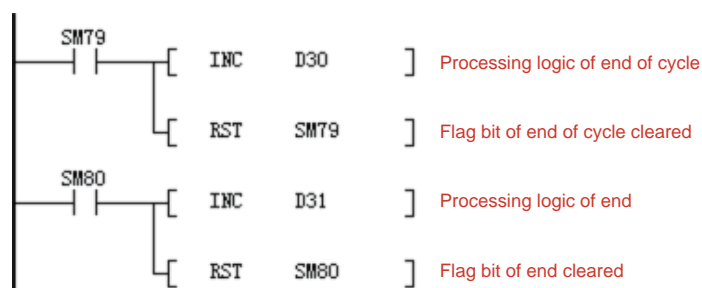 SM79
INC D30 Processing logic of end of cycle
RST SM79 Flag bit of end of cycle cleared
SM80
INC D31 Processing logic of end
RST SM80 Flag bit of end cleared